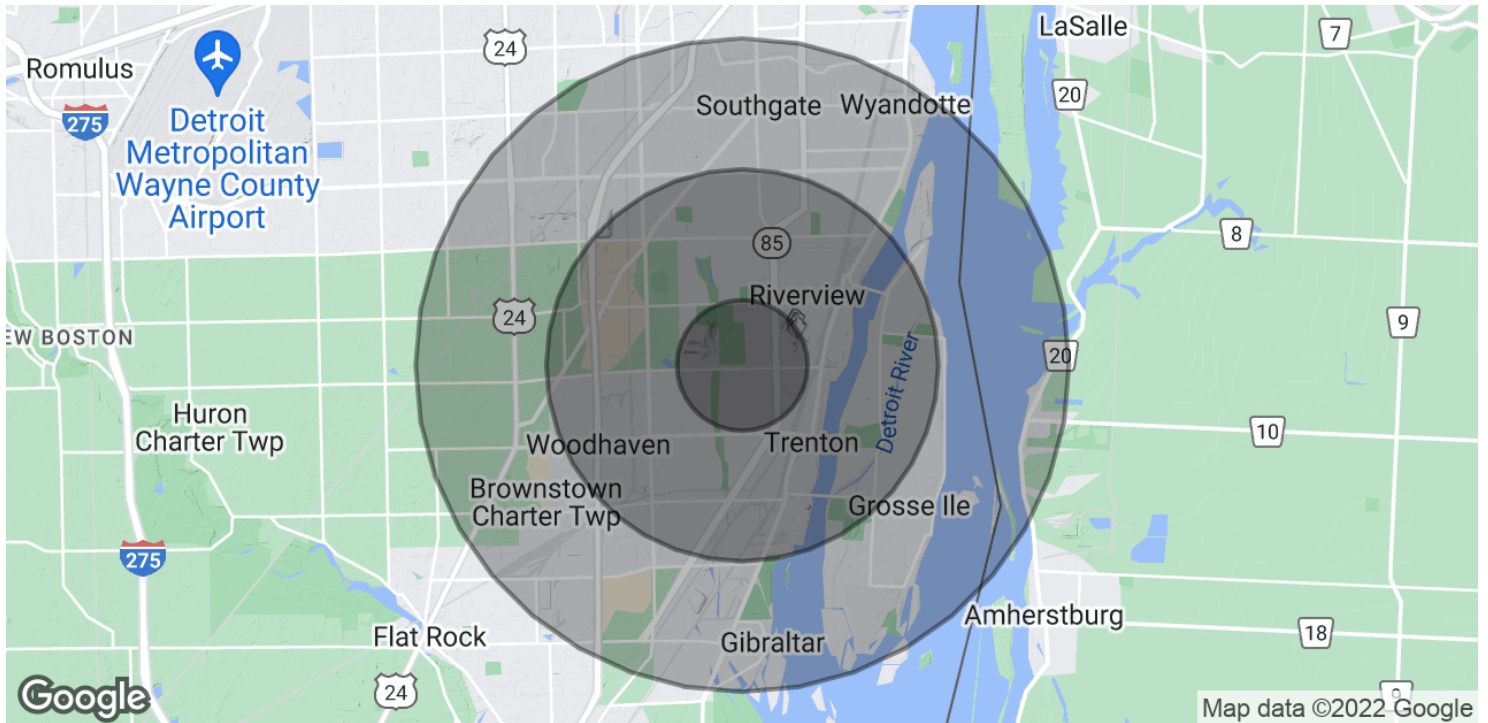 LaSalle
7
24
Romulus
20
275
Southgate
Wyandotte
Detroit
Metropolitan
Wayne County
Airport
85
8
Riverview
24
9
EW BOSTON
20
Detroit River
Huron
Charter Twp
10
Woodhaven
Trenton
Brownstown
Charter Twp
Grosse Ile
275
Amherstburg
Flat Rock
Gibraltar
18
24
9
Google
Map data ©2022 Google